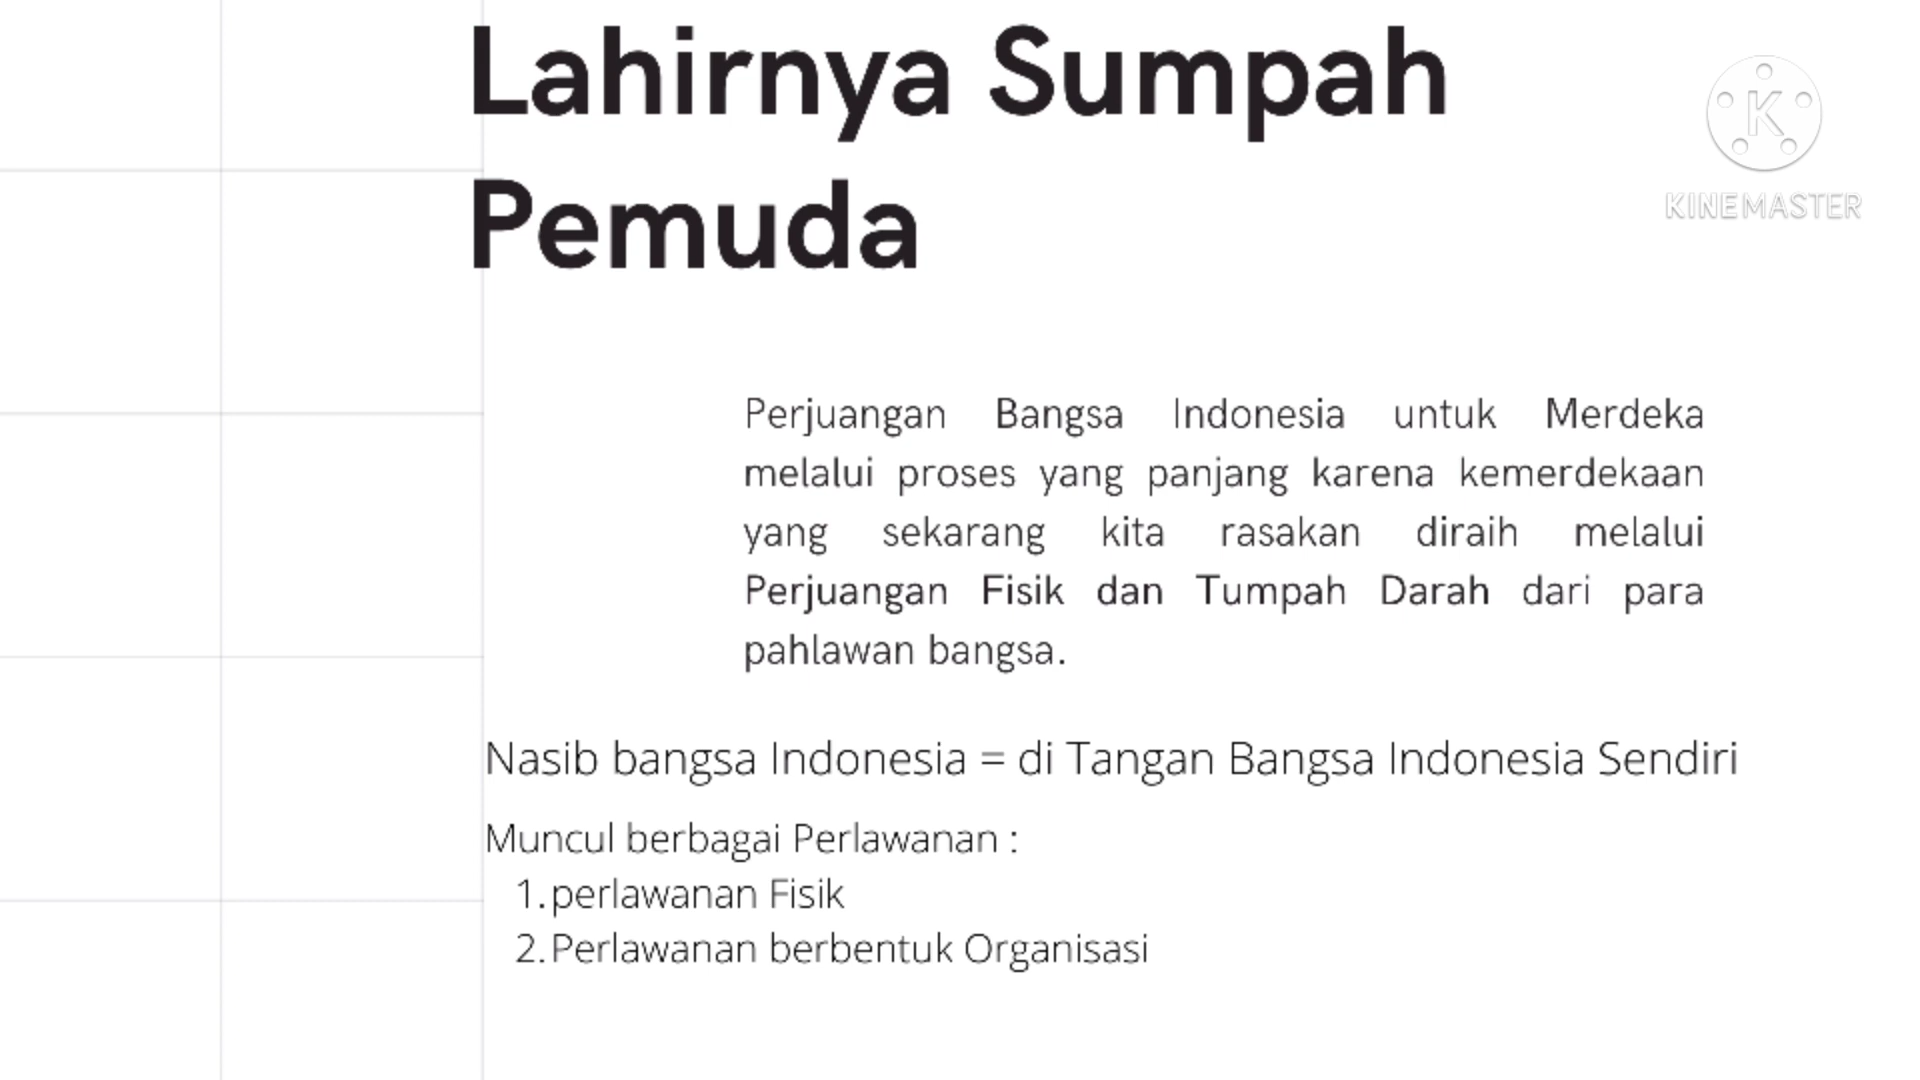 Lahirnya Sumpah
Pemuda
K
KINEMASTER
Perjuangan Bangsa Indonesia untuk Merdeka
melalui proses yang panjang karena kemerdekaan
yang sekarang kita rasakan diraih melalui
Perjuangan Fisik dan Tumpah Darah dari para
pahlawan bangsa.
Nasib bangsa Indonesia = di Tangan Bangsa Indonesia Sendiri
Muncul berbagai Perlawanan :
1.perlawanan Fisik
2.Perlawanan berbentuk Organisasi